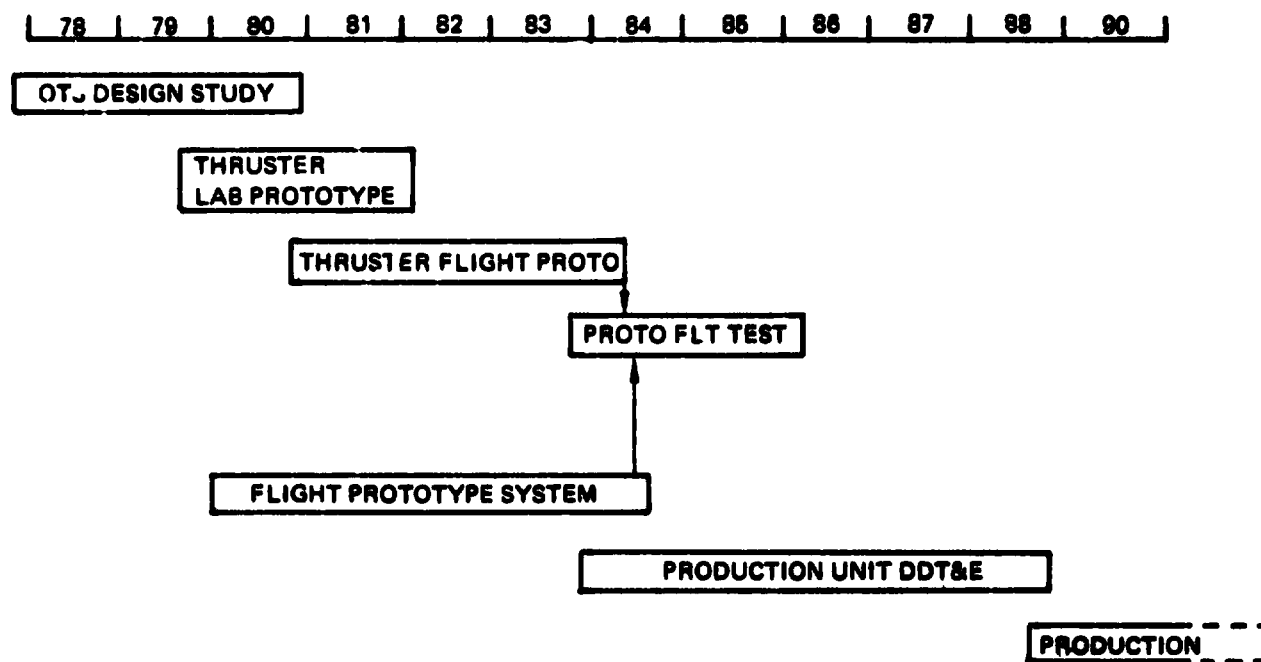 78 79 80 81 82 83 84 85 86 87 88 90
DESIGN STUDY
THRUSTER
LAB PROTOTYPE
THRUSTER FLIGHT PROTO
PROTO FLT TEST
FLIGHT PROTOTYPE SYSTEM
PRODUCTION UNIT DDT&E
PRODUCTION